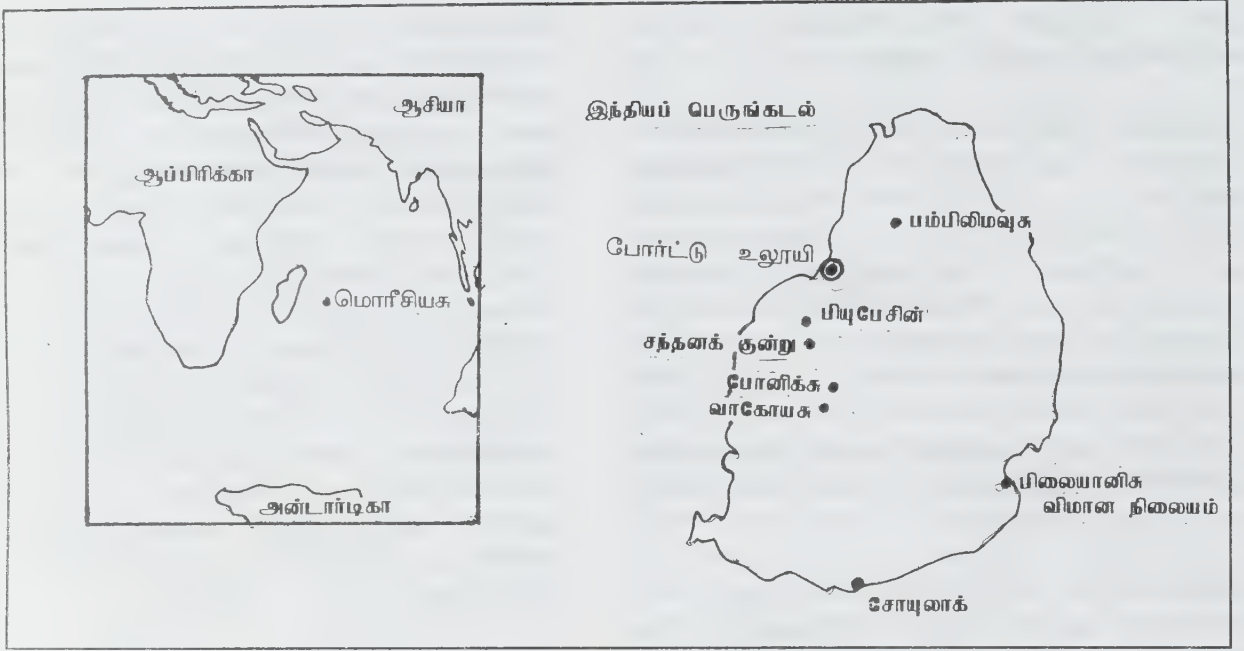 ஆசியா
ஆப்பிரிக்கா
மொரீசியசு
அன்டார்டிகா
இந்தியப் பெருங்கடல்
பம்பிலிமவுசு
போர்ட்டு உலூயி
பியுபேசின்
சந்தனக் குன்று
போனிக்சு
வாகோயசு
பிலையானிசு
விமான நிலையம்
சோயுலாக்